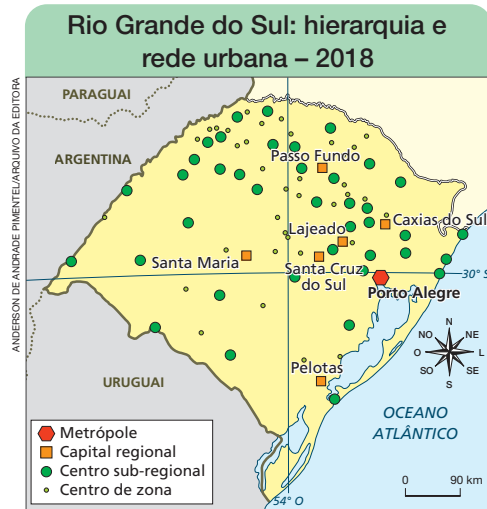 Rio Grande do Sul: hierarquia e
rede urbana – 2018
ANDERSON DE ANDRADE PIMENTEL/ARQUIVO DA EDITORA
PARAGUAI
ARGENTINA
Passo Fundo
Lajeado
Caxias do Sul
Santa Maria
Santa Cruz
do Sul
30° S
Porto Alegre
N
NO
NE
O
L
SO
SE
S
Pelotas
URUGUAI
OCEANO
ATLÂNTICO
Metrópole
Capital regional
Centro sub-regional
Centro de zona
54° O
0
90 km